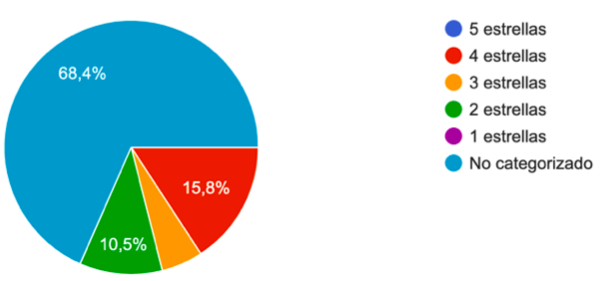 68,4%
15,8%
10,5%
5 estrellas
4 estrellas
3 estrellas
2 estrellas
1 estrellas
No categorizado